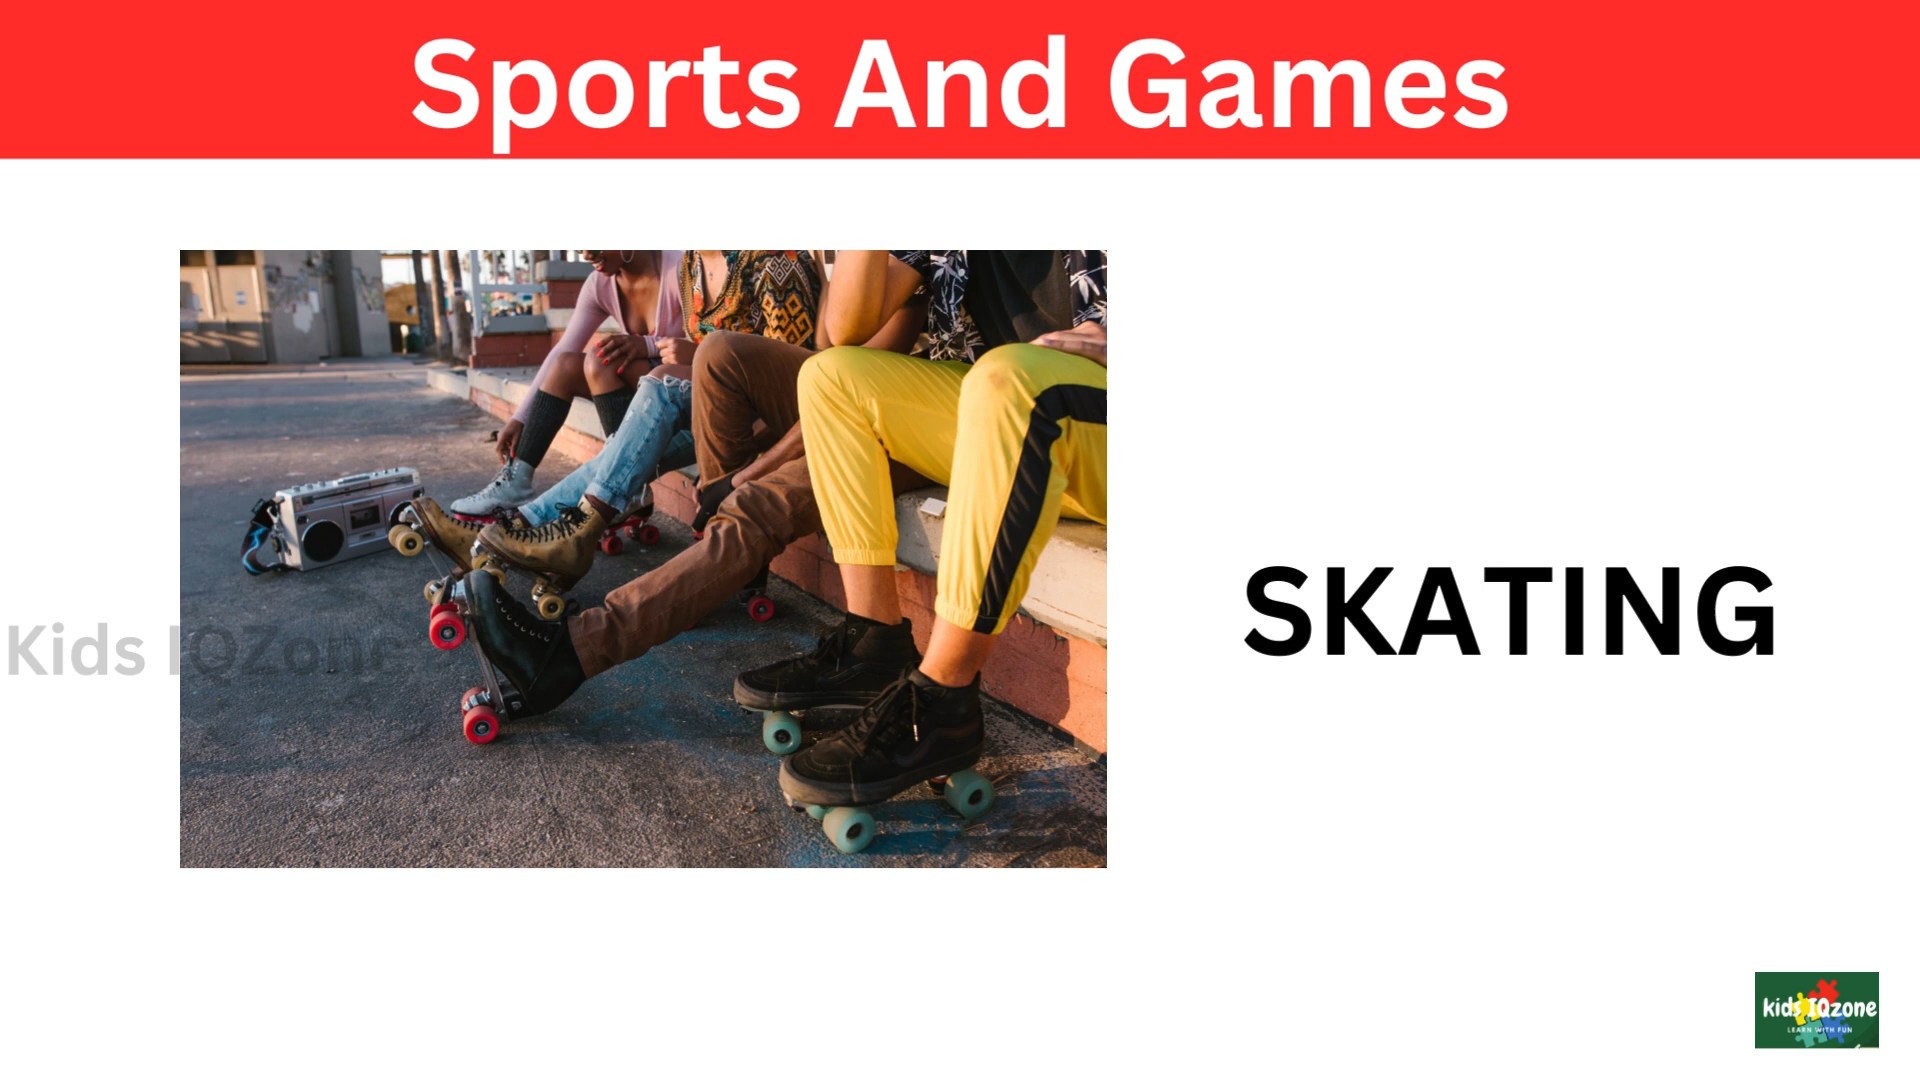 Sports And Games
Kids IQZone
SKATING
kids IQzone
LEARN WITH FUN